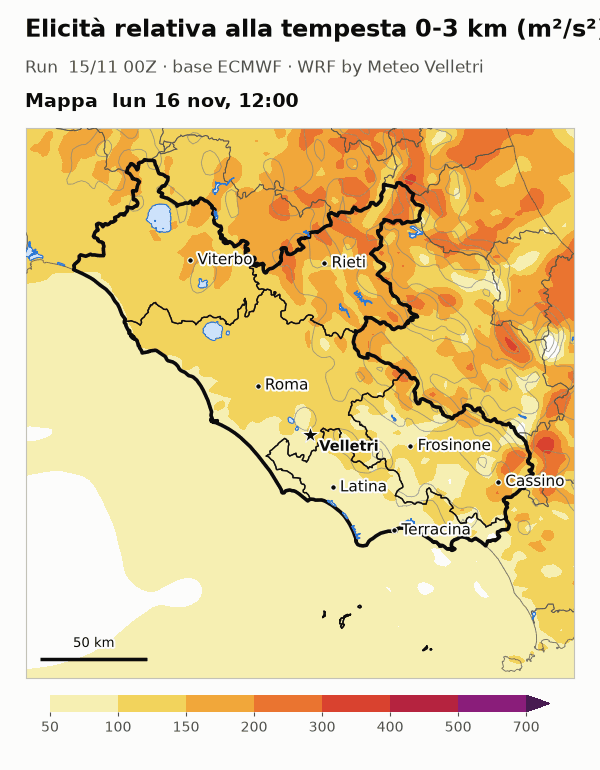 Elicità relativa alla tempesta 0-3 km (m²/s²)
Run 15/11 00Z · base ECMWF · WRF by Meteo Velletri
Mappa lun 16 nov, 12:00
Viterbo
Rieti
Roma
Velletri
Frosinone
Cassino
Latina
Terracina
50 km
50 100 150 200 300 400 500 700